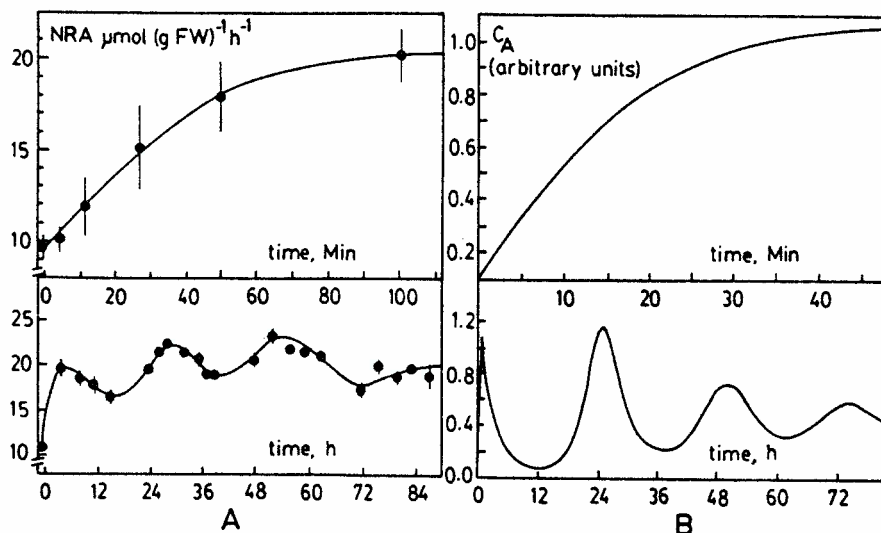 NRA μmol (g FW)⁻¹h⁻¹
20
15
10
time, Min
0 20 40 60 80 100
25
20
15
10
time, h
0 12 24 36 48 60 72 84
A
C_A
(arbitrary units)
1.0
0.8
0.6
0.4
0.2
time, Min
10 20 30 40
1.2
0.8
0.4
0.0
time, h
0 12 24 36 48 60 72
B